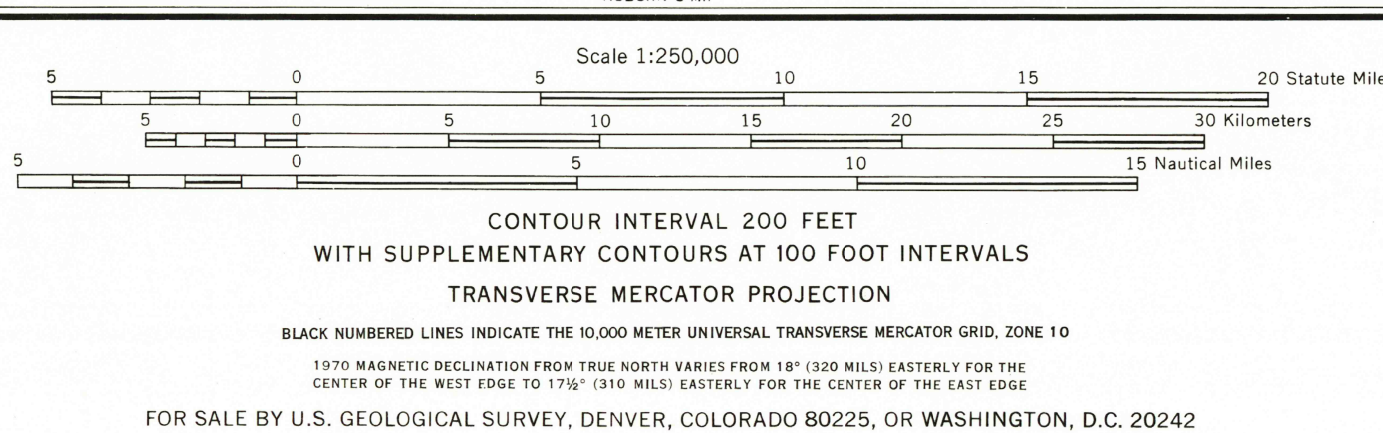 Scale 1:250,000
5 0 5 10 15 20 Statute Mile
5 0 5 10 15 20 25 30 Kilometers
5 0 5 10 15 Nautical Miles
CONTOUR INTERVAL 200 FEET
WITH SUPPLEMENTARY CONTOURS AT 100 FOOT INTERVALS
TRANSVERSE MERCATOR PROJECTION
BLACK NUMBERED LINES INDICATE THE 10,000 METER UNIVERSAL TRANSVERSE MERCATOR GRID, ZONE 10
1970 MAGNETIC DECLINATION FROM TRUE NORTH VARIES FROM 18° (320 MILS) EASTERLY FOR THE
CENTER OF THE WEST EDGE TO 17½° (310 MILS) EASTERLY FOR THE CENTER OF THE EAST EDGE
FOR SALE BY U.S. GEOLOGICAL SURVEY, DENVER, COLORADO 80225, OR WASHINGTON, D.C. 20242